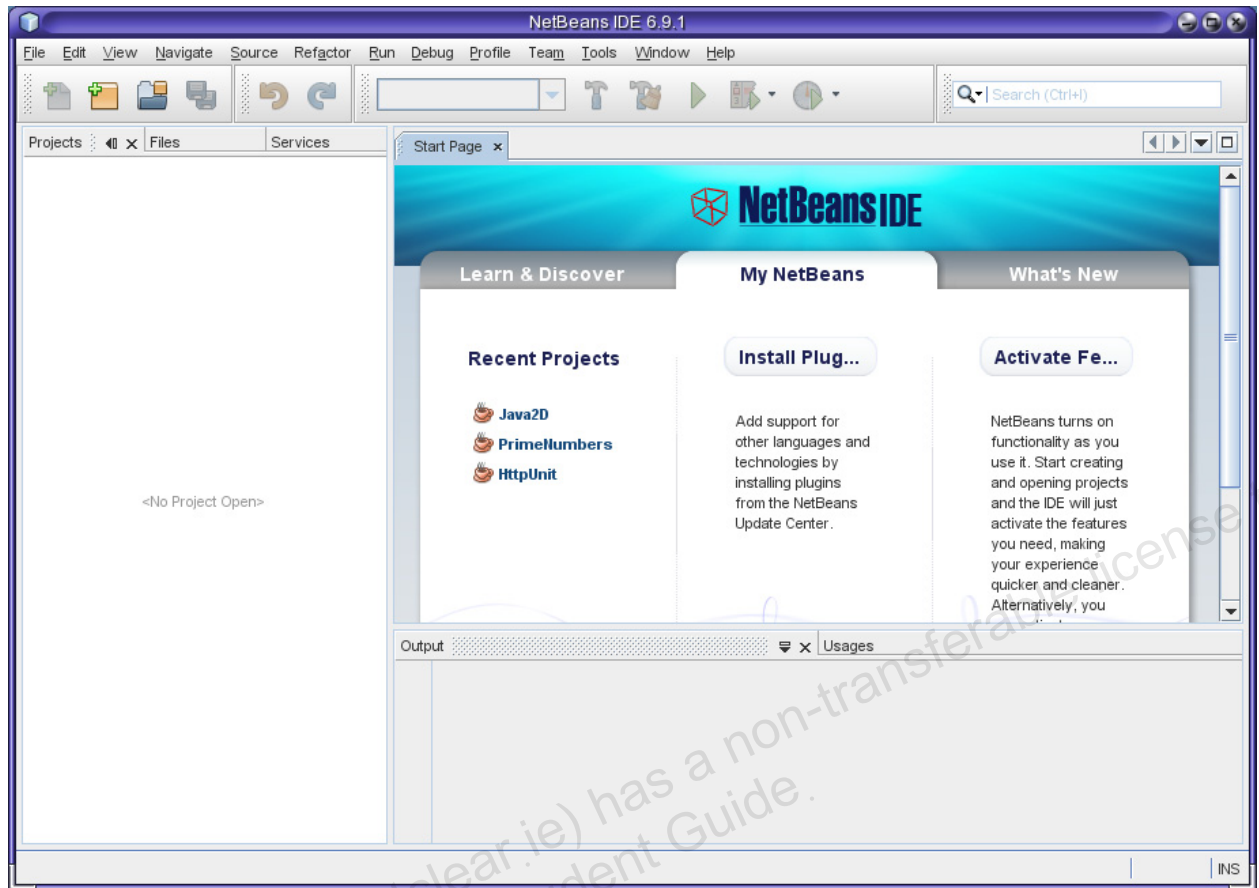 NetBeans IDE 6.9.1
File Edit View Navigate Source Refactor Run Debug Profile Team Tools Window Help
Search (Ctrl+I)
Projects Files Services
Start Page
NetBeans IDE
Learn & Discover My NetBeans What's New
Recent Projects
Java2D
PrimeNumbers
HttpUnit
Install Plug...
Add support for
other languages and
technologies by
installing plugins
from the NetBeans
Update Center.
Activate Fe...
NetBeans turns on
functionality as you
use it. Start creating
and opening projects
and the IDE will just
activate the features
you need, making
your experience
quicker and cleaner.
Alternatively, you
<No Project Open>
Output Usages
INS
clear.ie) has a non-transferable license
dent Guide.